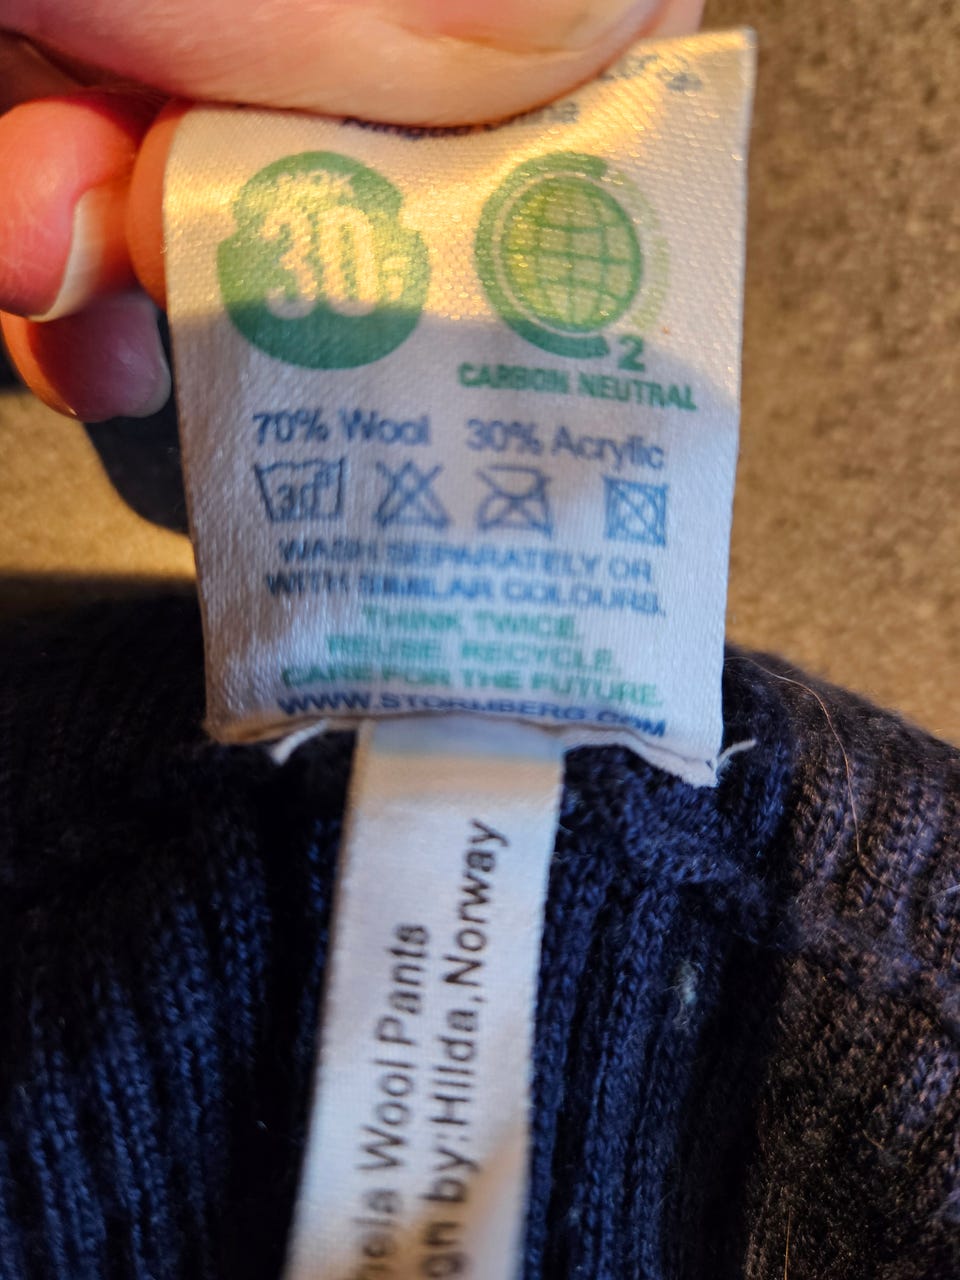 30
2
CARBON NEUTRAL
70% Wool 30% Acrylic
30°
WASH SEPARATELY OR
WITH SIMILAR COLOURS.
THINK TWICE.
REUSE. RECYCLE.
CARE FOR THE FUTURE.
WWW.STORMBERG.COM
Wool Pants
by:Hilda,Norway